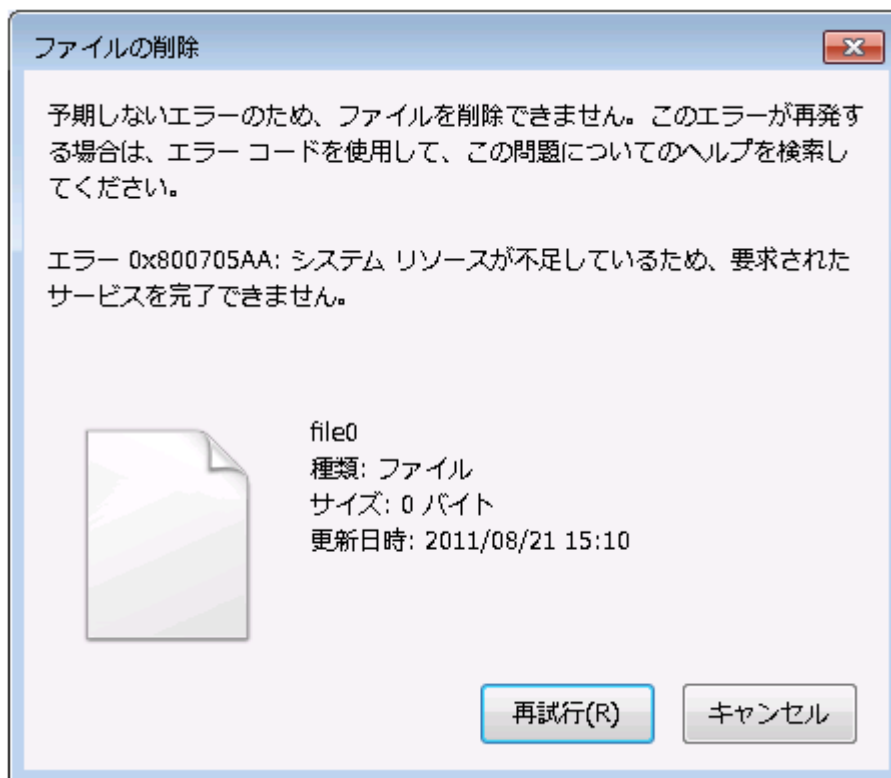 ファイルの削除
予期しないエラーのため、ファイルを削除できません。このエラーが再発す
る場合は、エラー コードを使用して、この問題についてのヘルプを検索し
てください。
エラー 0x800705AA: システム リソースが不足しているため、要求された
サービスを完了できません。
file0
種類: ファイル
サイズ: 0 バイト
更新日時: 2011/08/21 15:10
再試行(R)
キャンセル